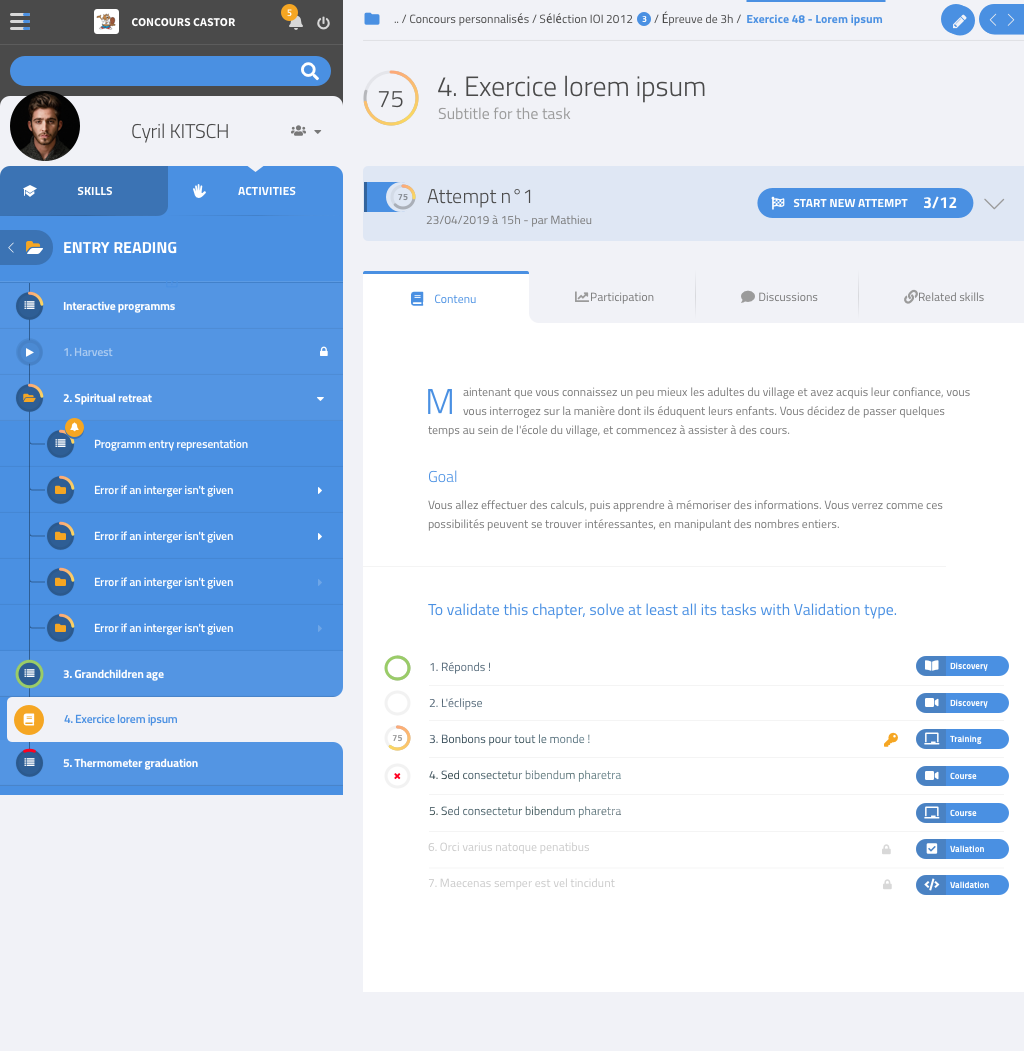 CONCOURS CASTOR
5
Cyril KITSCH
SKILLS
ACTIVITIES
ENTRY READING
Interactive programms
1. Harvest
2. Spiritual retreat
Programm entry representation
Error if an interger isn't given
Error if an interger isn't given
Error if an interger isn't given
Error if an interger isn't given
3. Grandchildren age
4. Exercice lorem ipsum
5. Thermometer graduation
.. / Concours personnalisés / Séléction IOI 2012 3 / Épreuve de 3h / Exercice 48 - Lorem ipsum
75
4. Exercice lorem ipsum
Subtitle for the task
75
Attempt n°1
23/04/2019 à 15h - par Mathieu
START NEW ATTEMPT 3/12
Contenu
Participation
Discussions
Related skills
Maintenant que vous connaissez un peu mieux les adultes du village et avez acquis leur confiance, vous
vous interrogez sur la manière dont ils éduquent leurs enfants. Vous décidez de passer quelques
temps au sein de l'école du village, et commencez à assister à des cours.
Goal
Vous allez effectuer des calculs, puis apprendre à mémoriser des informations. Vous verrez comme ces
possibilités peuvent se trouver intéressantes, en manipulant des nombres entiers.
To validate this chapter, solve at least all its tasks with Validation type.
1. Réponds !
Discovery
2. L'éclipse
Discovery
75
3. Bonbons pour tout le monde !
Training
4. Sed consectetur bibendum pharetra
Course
5. Sed consectetur bibendum pharetra
Course
6. Orci varius natoque penatibus
Valiation
7. Maecenas semper est vel tincidunt
Validation